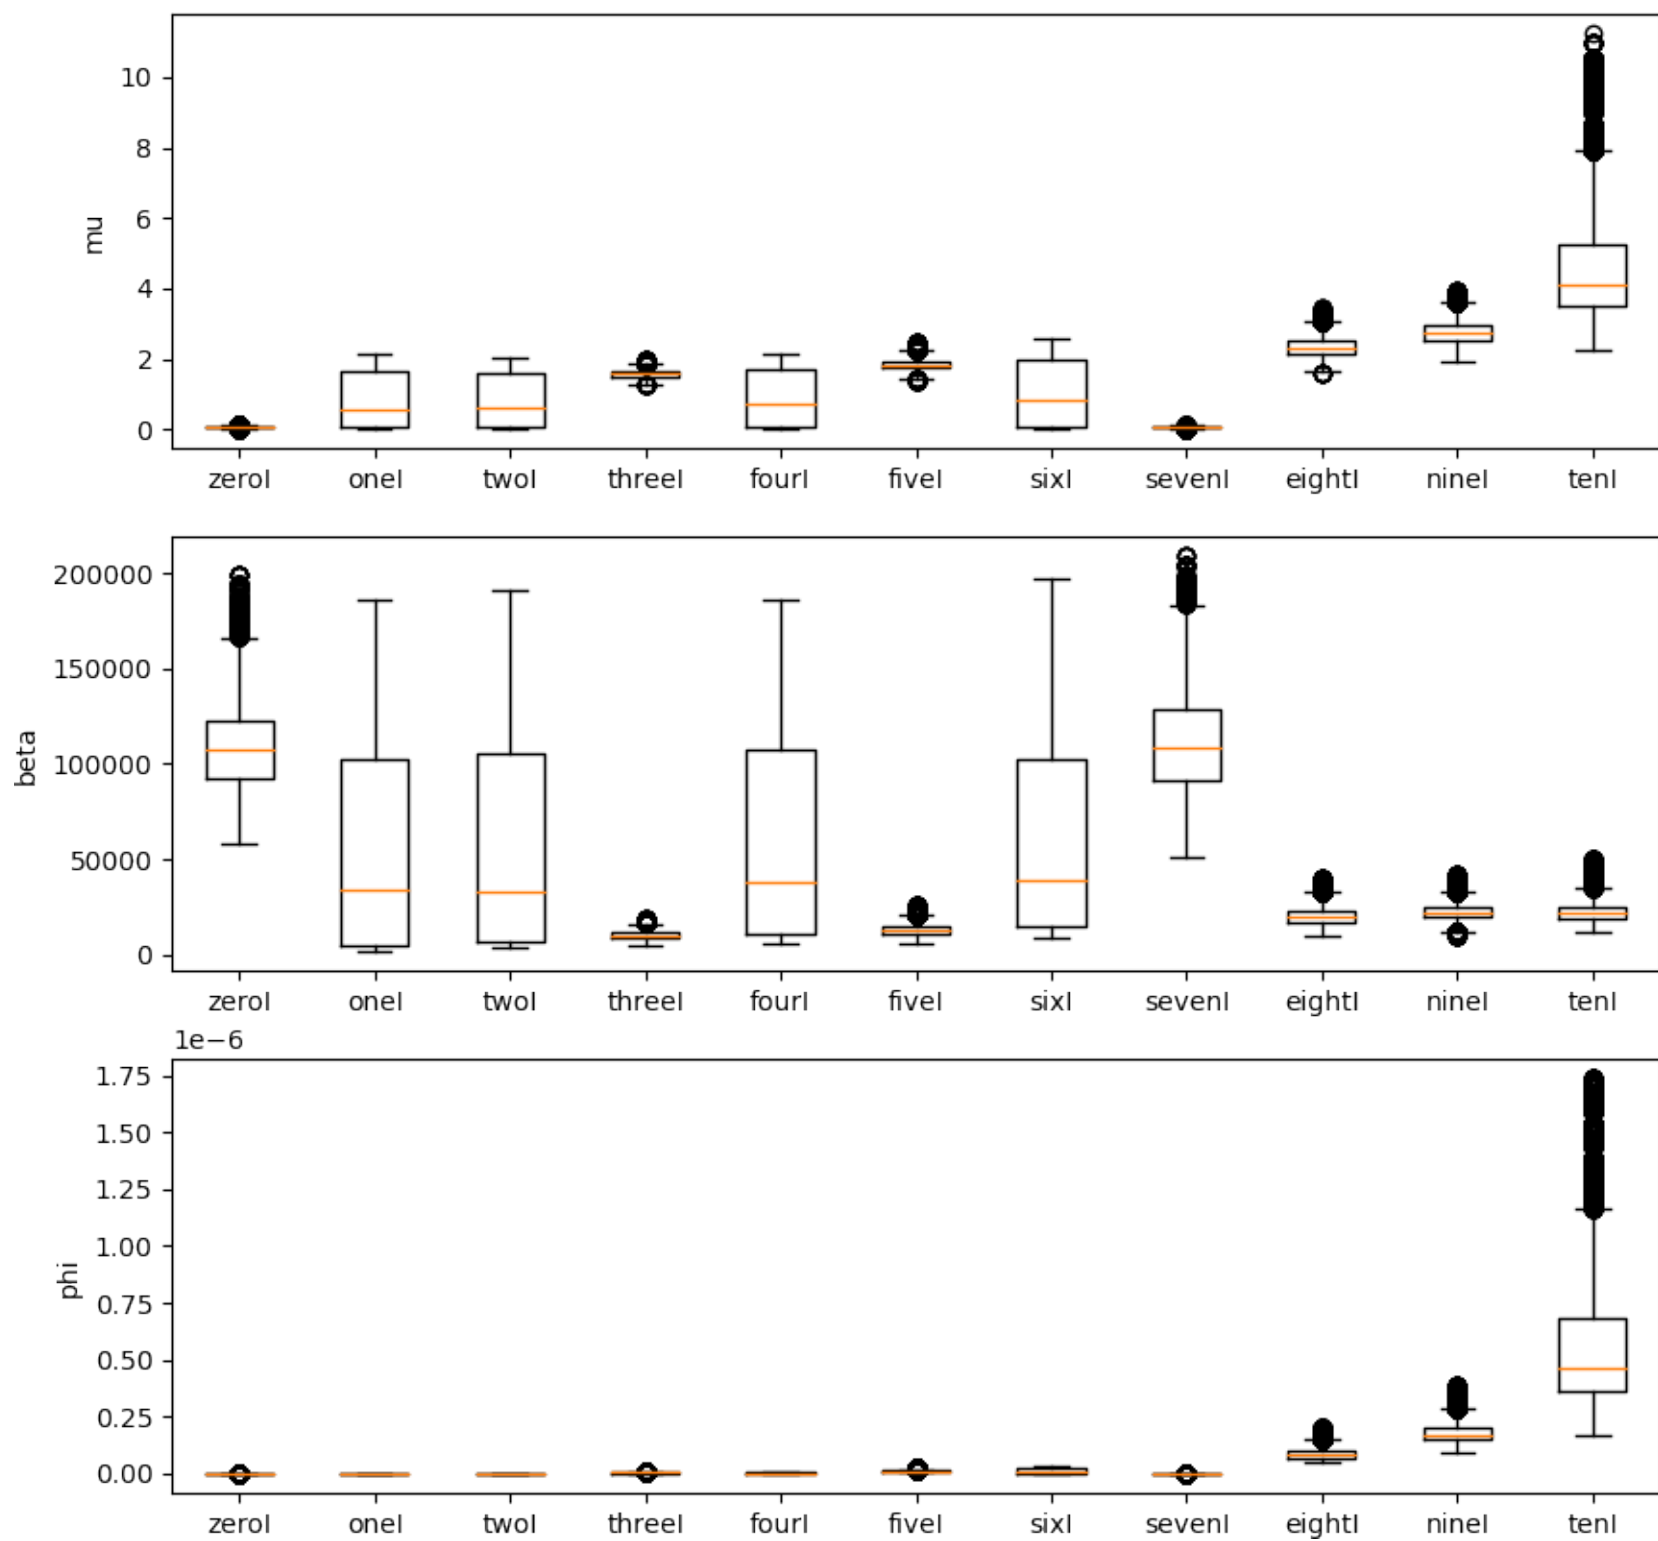 10
8
6
4
2
0
mu
zeroI oneI twoI threeI fourI fiveI sixI sevenI eightI nineI tenI
200000
150000
100000
50000
0
beta
zeroI oneI twoI threeI fourI fiveI sixI sevenI eightI nineI tenI
1e−6
1.75
1.50
1.25
1.00
0.75
0.50
0.25
0.00
phi
zeroI oneI twoI threeI fourI fiveI sixI sevenI eightI nineI tenI